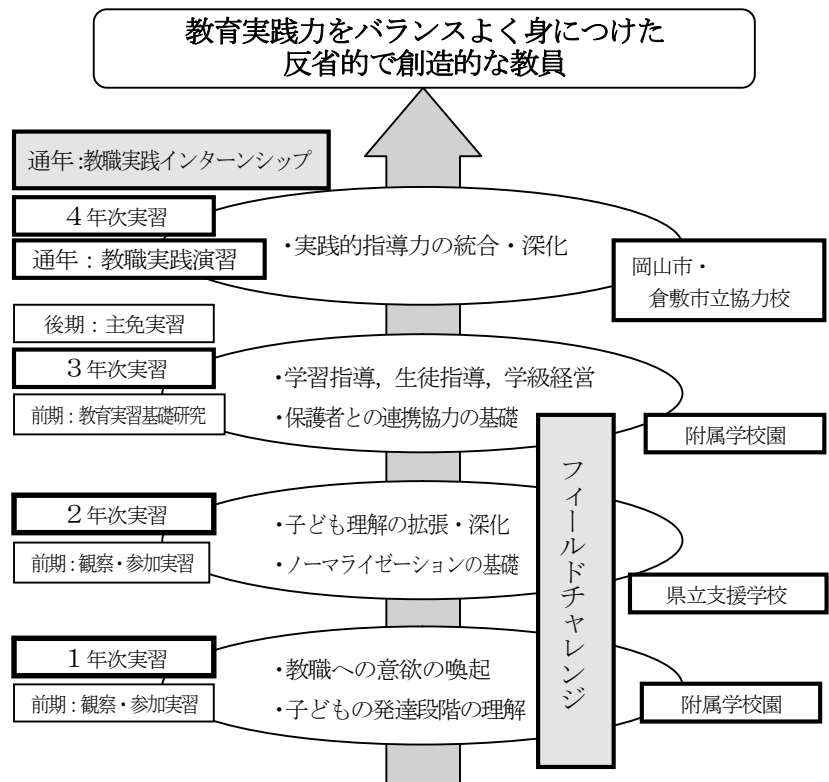 教育実践力をバランスよく身につけた
反省的で創造的な教員
通年:教職実践インターンシップ
４年次実習
通年：教職実践演習
・実践的指導力の統合・深化
岡山市・
倉敷市立協力校
後期：主免実習
３年次実習
前期：教育実習基礎研究
・学習指導，生徒指導，学級経営
・保護者との連携協力の基礎
附属学校園
フィールドチャレンジ
２年次実習
前期：観察・参加実習
・子ども理解の拡張・深化
・ノーマライゼーションの基礎
県立支援学校
１年次実習
前期：観察・参加実習
・教職への意欲の喚起
・子どもの発達段階の理解
附属学校園